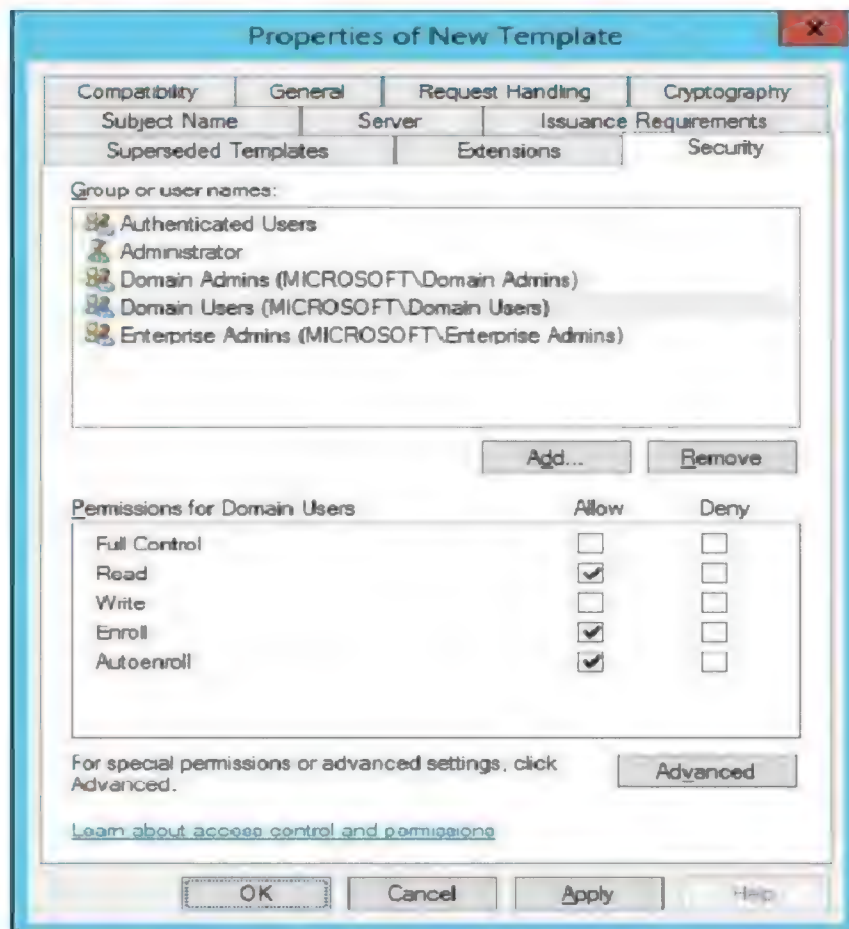 Properties of New Template
x
Compatibility General Request Handling Cryptography
Subject Name Server Issuance Requirements
Superseded Templates Extensions Security
Group or user names:
Authenticated Users
Administrator
Domain Admins (MICROSOFT\Domain Admins)
Domain Users (MICROSOFT\Domain Users)
Enterprise Admins (MICROSOFT\Enterprise Admins)
Add... Remove
Permissions for Domain Users Allow Deny
Full Control
Read
Write
Enroll
Autoenroll
For special permissions or advanced settings, click
Advanced.
Advanced
Learn about access control and permissions
OK Cancel Apply Help